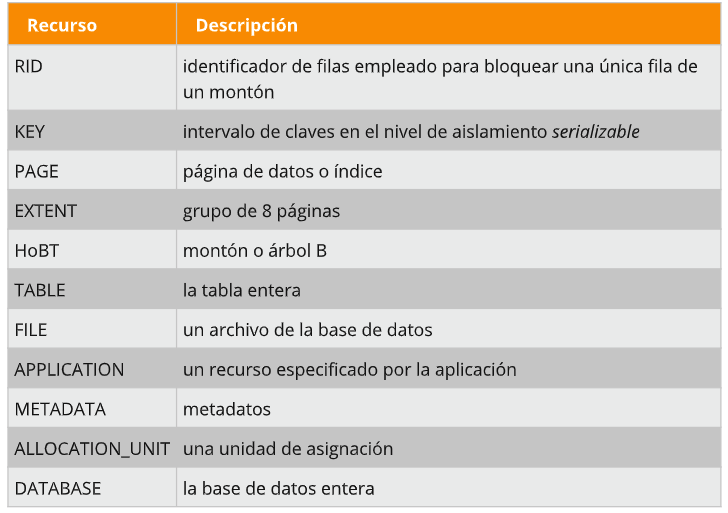 Recurso Descripción
RID identificador de filas empleado para bloquear una única fila de
un montón
KEY intervalo de claves en el nivel de aislamiento serializable
PAGE página de datos o índice
EXTENT grupo de 8 páginas
HoBT montón o árbol B
TABLE la tabla entera
FILE un archivo de la base de datos
APPLICATION un recurso especificado por la aplicación
METADATA metadatos
ALLOCATION_UNIT una unidad de asignación
DATABASE la base de datos entera